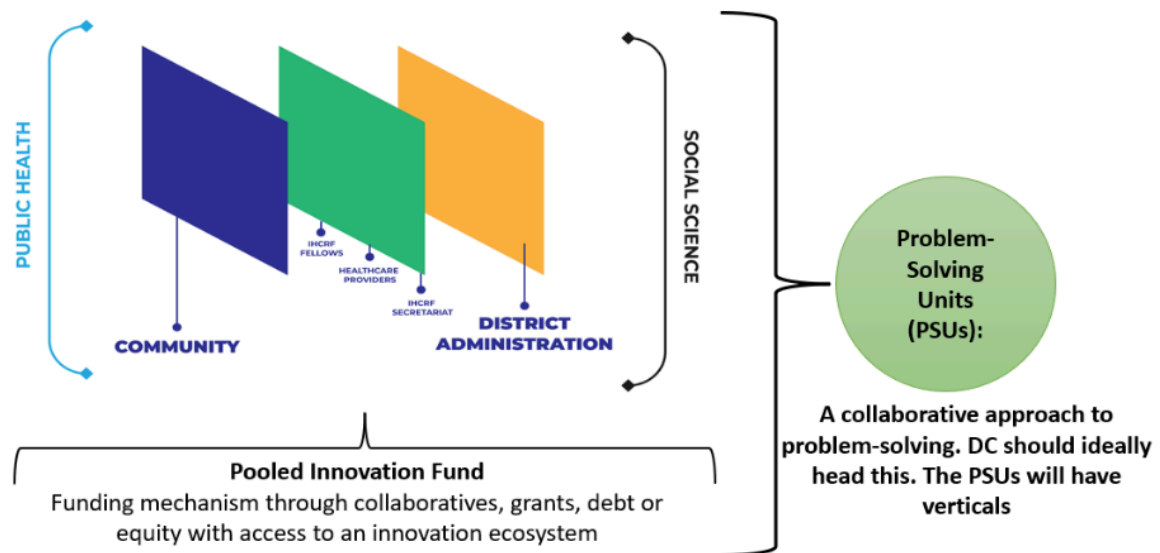 PUBLIC HEALTH
IHCRF
FELLOWS
HEALTHCARE
PROVIDERS
IHCRF
SECRETARIAT
COMMUNITY
DISTRICT
ADMINISTRATION
SOCIAL SCIENCE
Pooled Innovation Fund
Funding mechanism through collaboratives, grants, debt or
equity with access to an innovation ecosystem
Problem-
Solving
Units
(PSUs):
A collaborative approach to
problem-solving. DC should ideally
head this. The PSUs will have
verticals